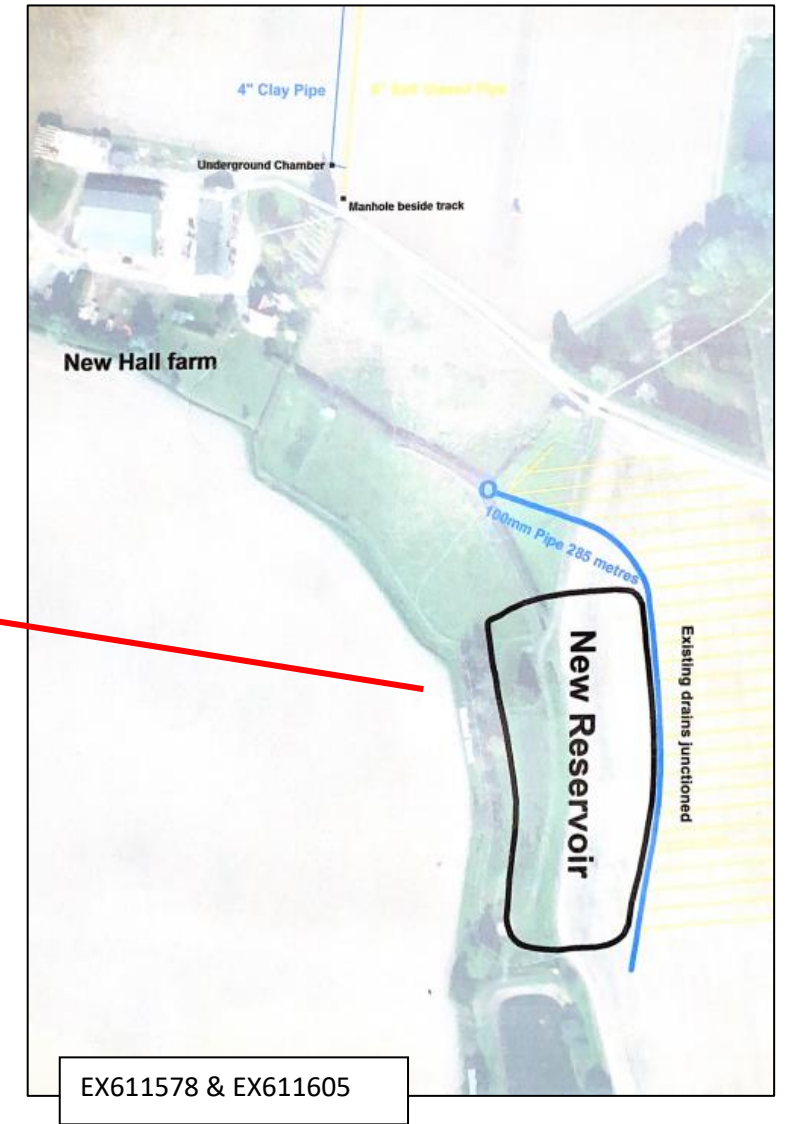 4" Clay Pipe
Underground Chamber
Manhole beside track
New Hall farm
100mm Pipe 285 metres
New Reservoir
Existing drains junctioned
EX611578 & EX611605